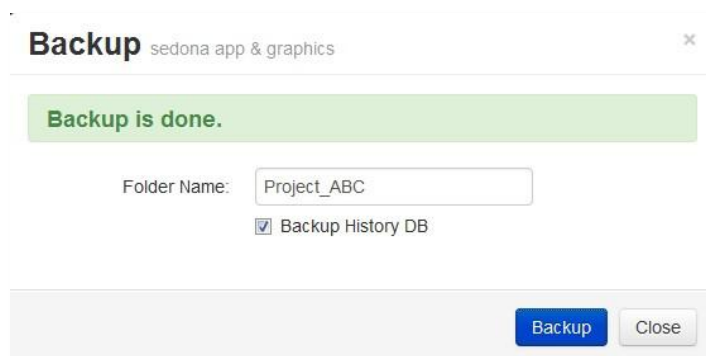 Backup sedona app & graphics ×
Backup is done.
Folder Name: Project_ABC
Backup History DB
Backup Close